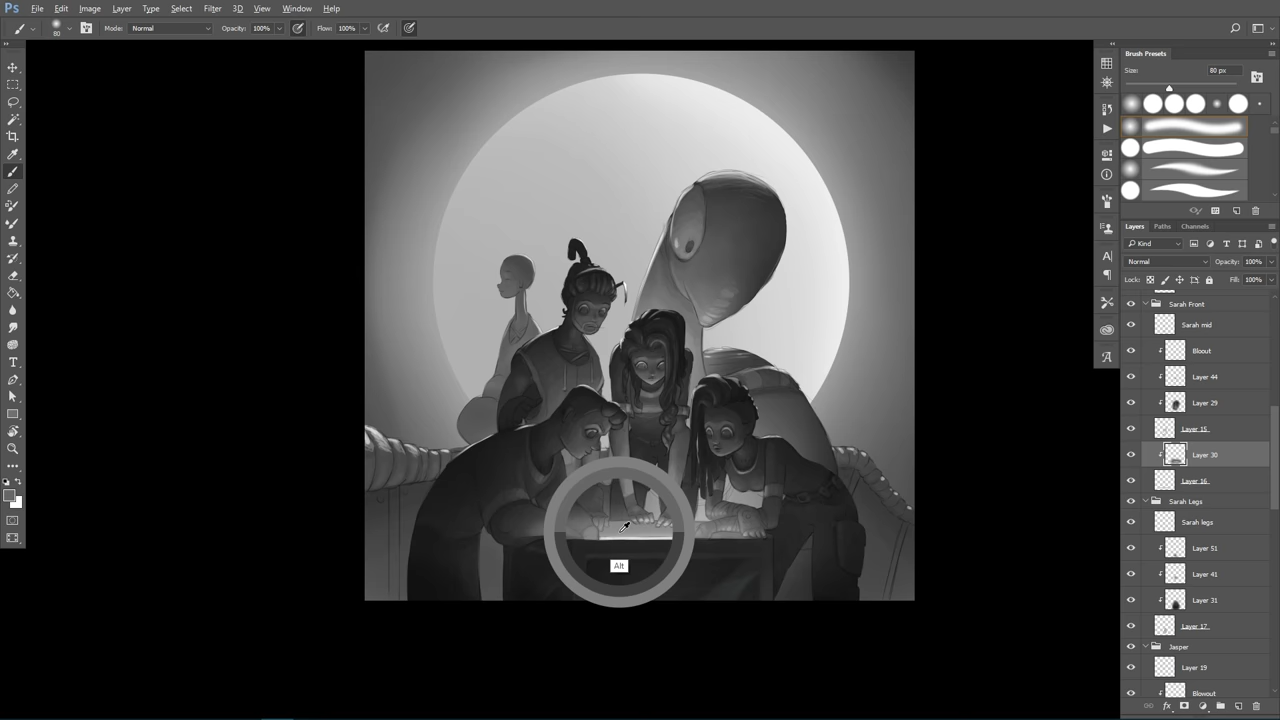 Ps File Edit Image Layer Type Select Filter 3D View Window Help
80 Mode: Normal Opacity: 100% Flow: 100%
Brush Presets
Size: 80 px
Layers Paths Channels
Kind
Normal Opacity: 100%
Lock: Fill: 100%
Sarah Front
Sarah mid
Bloout
Layer 44
Layer 29
Layer 15
Layer 30
Layer 16
Sarah Legs
Sarah legs
Layer 51
Layer 41
Layer 31
Layer 17
Jasper
Layer 19
Blowout
Alt